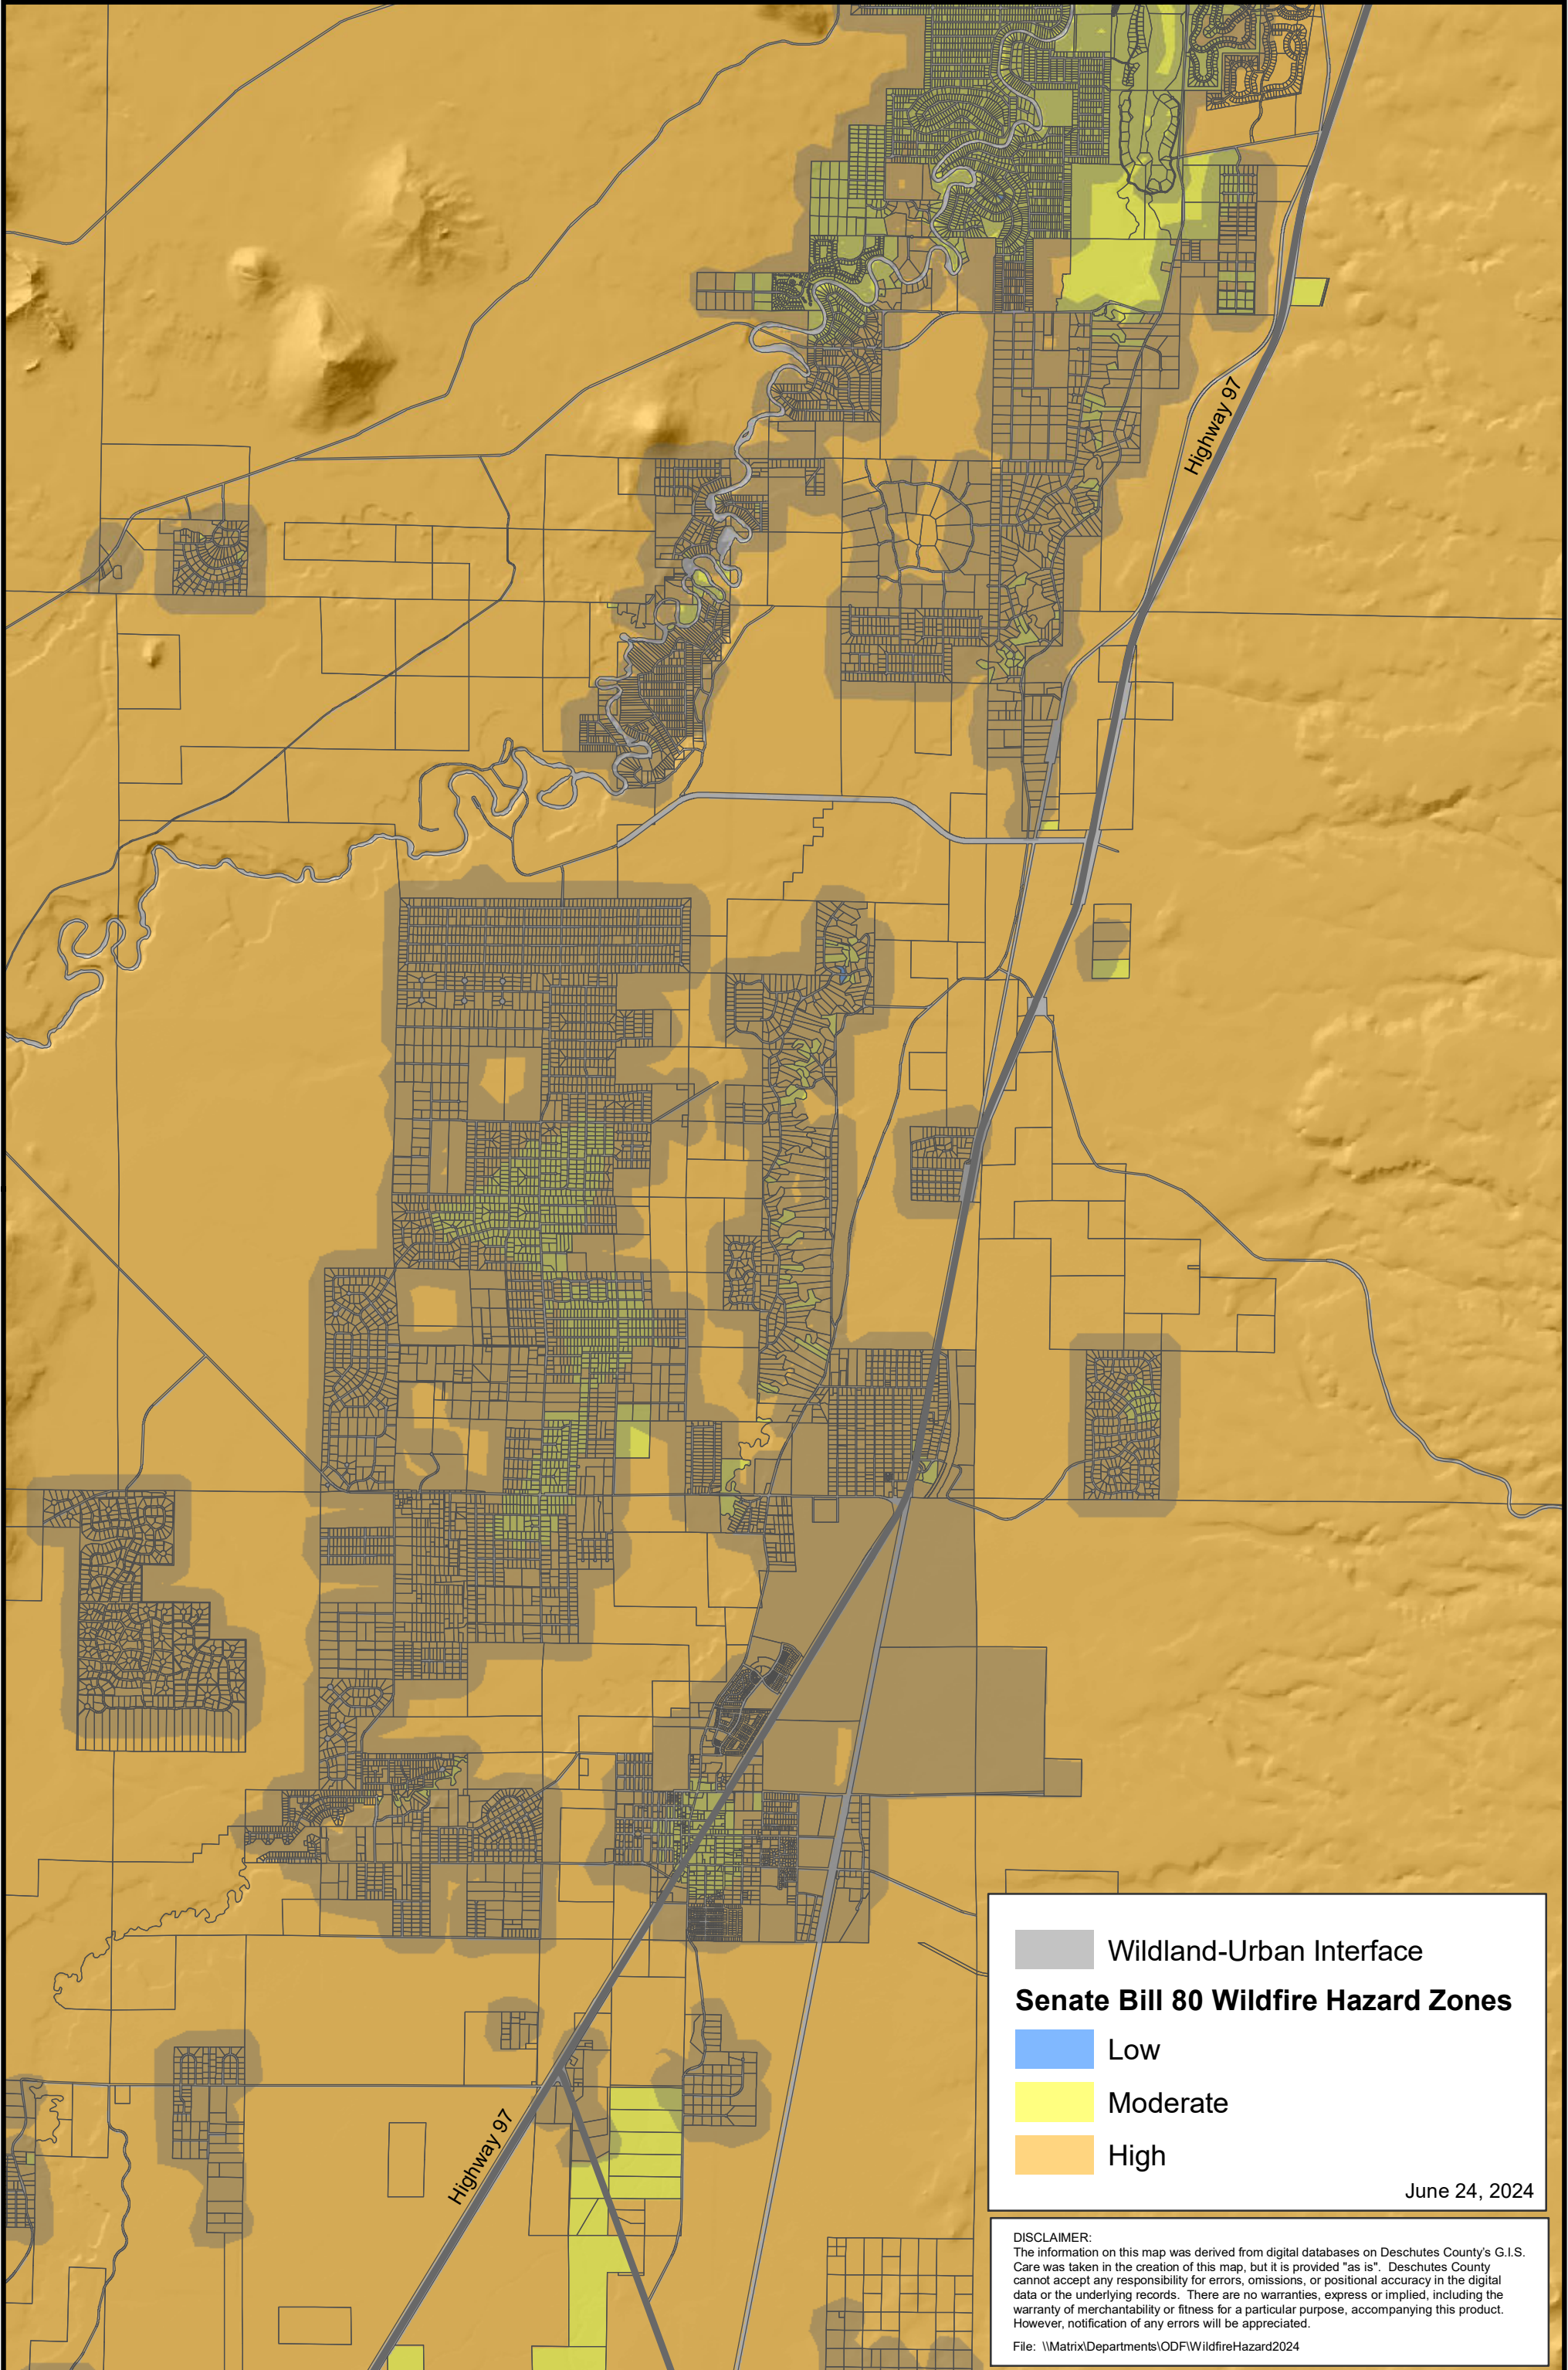 Highway 97
Highway 97
Wildland-Urban Interface
Senate Bill 80 Wildfire Hazard Zones
Low
Moderate
High
June 24, 2024
DISCLAIMER:
The information on this map was derived from digital databases on Deschutes County's G.I.S.
Care was taken in the creation of this map, but it is provided "as is". Deschutes County
cannot accept any responsibility for errors, omissions, or positional accuracy in the digital
data or the underlying records. There are no warranties, express or implied, including the
warranty of merchantability or fitness for a particular purpose, accompanying this product.
However, notification of any errors will be appreciated.
File: \\Matrix\Departments\ODF\WildfireHazard2024